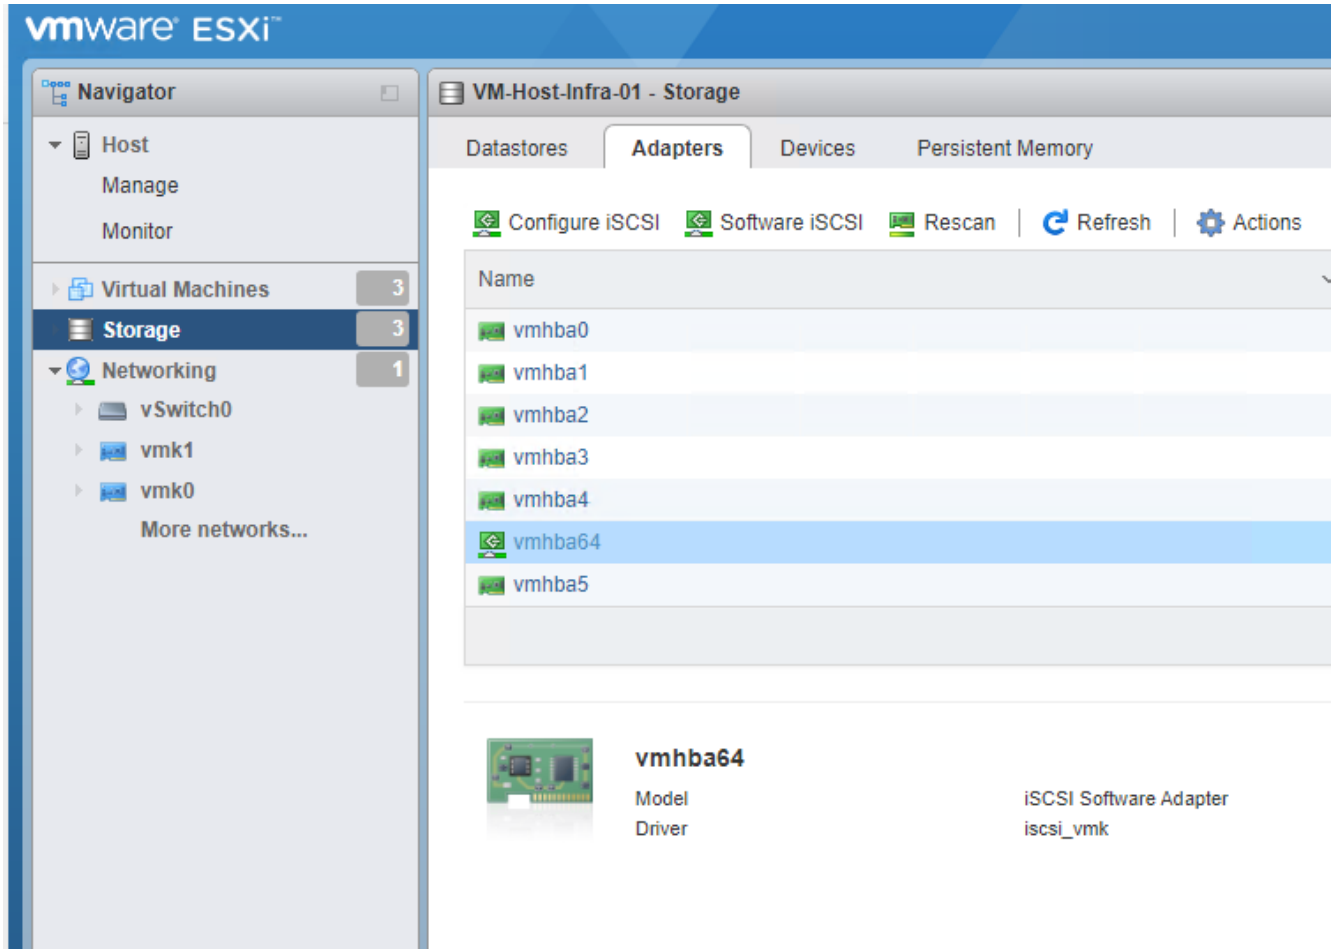 vmware® ESXi™
Navigator
Host
Manage
Monitor
Virtual Machines 3
Storage 3
Networking 1
vSwitch0
vmk1
vmk0
More networks...
VM-Host-Infra-01 - Storage
Datastores Adapters Devices Persistent Memory
Configure iSCSI Software iSCSI Rescan Refresh Actions
Name
vmhba0
vmhba1
vmhba2
vmhba3
vmhba4
vmhba64
vmhba5
vmhba64
Model iSCSI Software Adapter
Driver iscsi_vmk